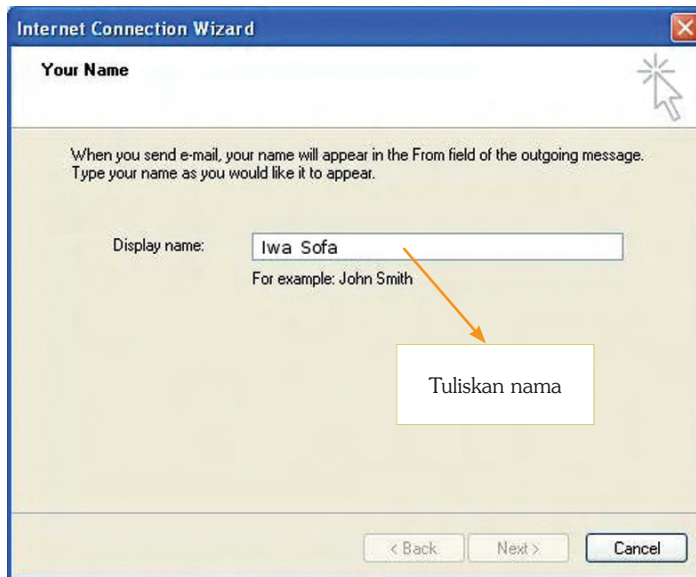 Internet Connection Wizard
Your Name
When you send e-mail, your name will appear in the From field of the outgoing message.
Type your name as you would like it to appear.
Display name: Iwa Sofa
For example: John Smith
Tuliskan nama
< Back Next > Cancel